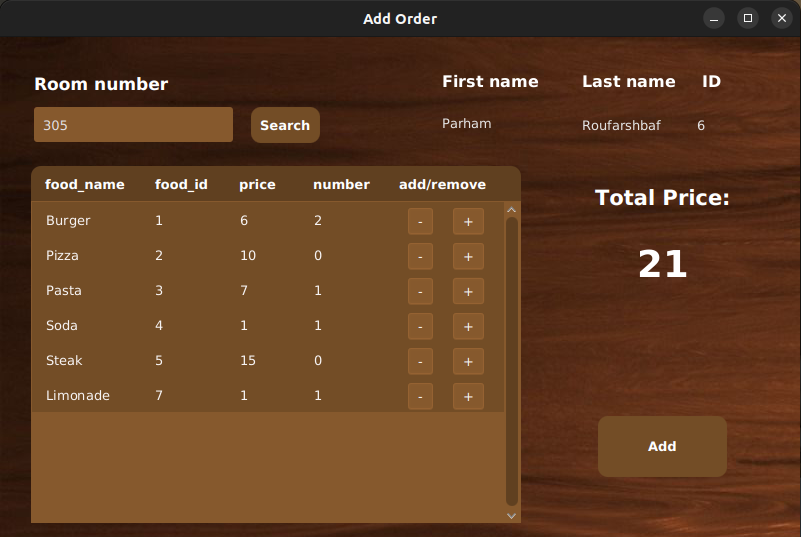 Add Order
Room number
305
Search
First name Last name ID
Parham Roufarshbaf 6
food_name food_id price number add/remove
Burger 1 6 2 - +
Pizza 2 10 0 - +
Pasta 3 7 1 - +
Soda 4 1 1 - +
Steak 5 15 0 - +
Limonade 7 1 1 - +
Total Price:
21
Add